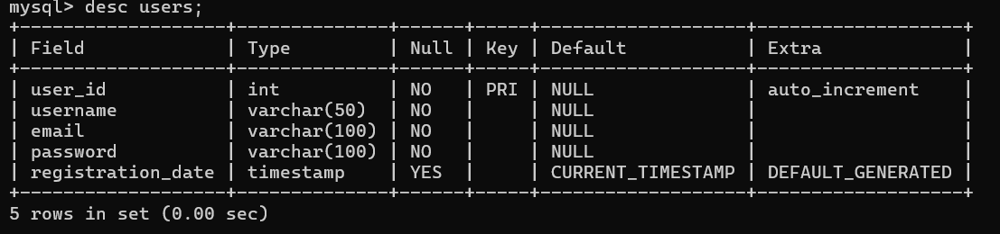 mysql> desc users;
+-------------------+--------------+------+-----+-------------------+-------------------+
| Field             | Type         | Null | Key | Default           | Extra             |
+-------------------+--------------+------+-----+-------------------+-------------------+
| user_id           | int          | NO   | PRI | NULL              | auto_increment    |
| username          | varchar(50)  | NO   |     | NULL              |                   |
| email             | varchar(100) | NO   |     | NULL              |                   |
| password          | varchar(100) | NO   |     | NULL              |                   |
| registration_date | timestamp    | YES  |     | CURRENT_TIMESTAMP | DEFAULT_GENERATED |
+-------------------+--------------+------+-----+-------------------+-------------------+
5 rows in set (0.00 sec)